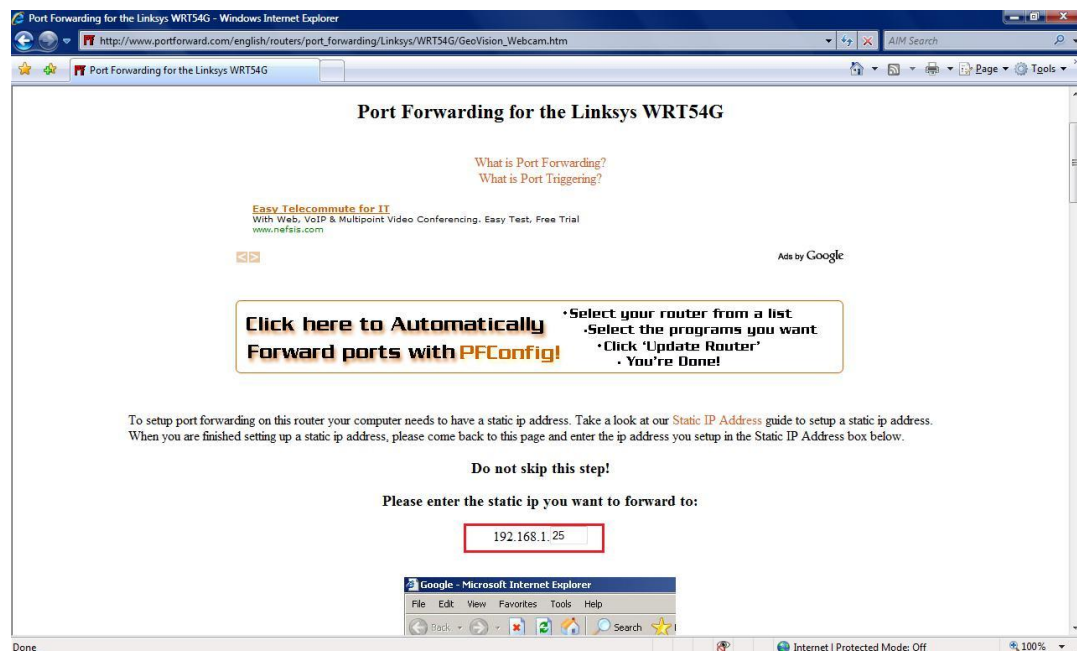 Port Forwarding for the Linksys WRT54G - Windows Internet Explorer
http://www.portforward.com/english/routers/port_forwarding/Linksys/WRT54G/GeoVision_Webcam.htm
AIM Search
Port Forwarding for the Linksys WRT54G
Page
Tools
Port Forwarding for the Linksys WRT54G
What is Port Forwarding?
What is Port Triggering?
Easy Telecommute for IT
With Web, VoIP & Multipoint Video Conferencing. Easy Test, Free Trial
www.nefsis.com
Ads by Google
Click here to Automatically
Forward ports with PFConfig!
•Select your router from a list
•Select the programs you want
•Click 'Update Router'
• You're Done!
To setup port forwarding on this router your computer needs to have a static ip address. Take a look at our Static IP Address guide to setup a static ip address.
When you are finished setting up a static ip address, please come back to this page and enter the ip address you setup in the Static IP Address box below.
Do not skip this step!
Please enter the static ip you want to forward to:
192.168.1. 25
Google - Microsoft Internet Explorer
File Edit View Favorites Tools Help
Back Search
Done
Internet | Protected Mode: Off
100%